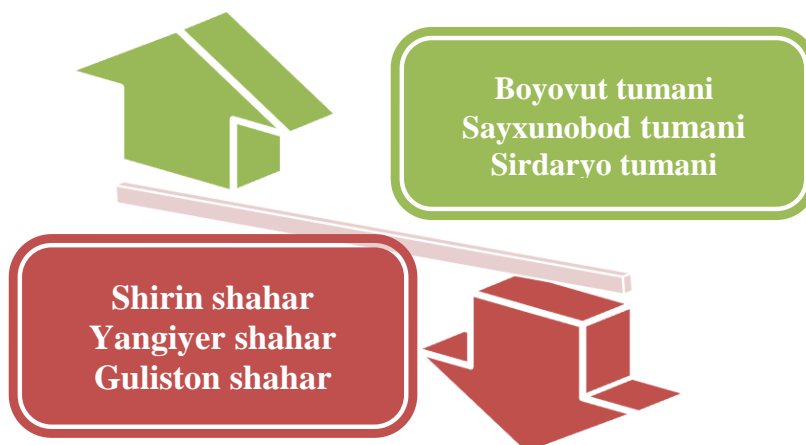 Boyovut tumani
Sayxunobod tumani
Sirdaryo tumani
Shirin shahar
Yangiyer shahar
Guliston shahar